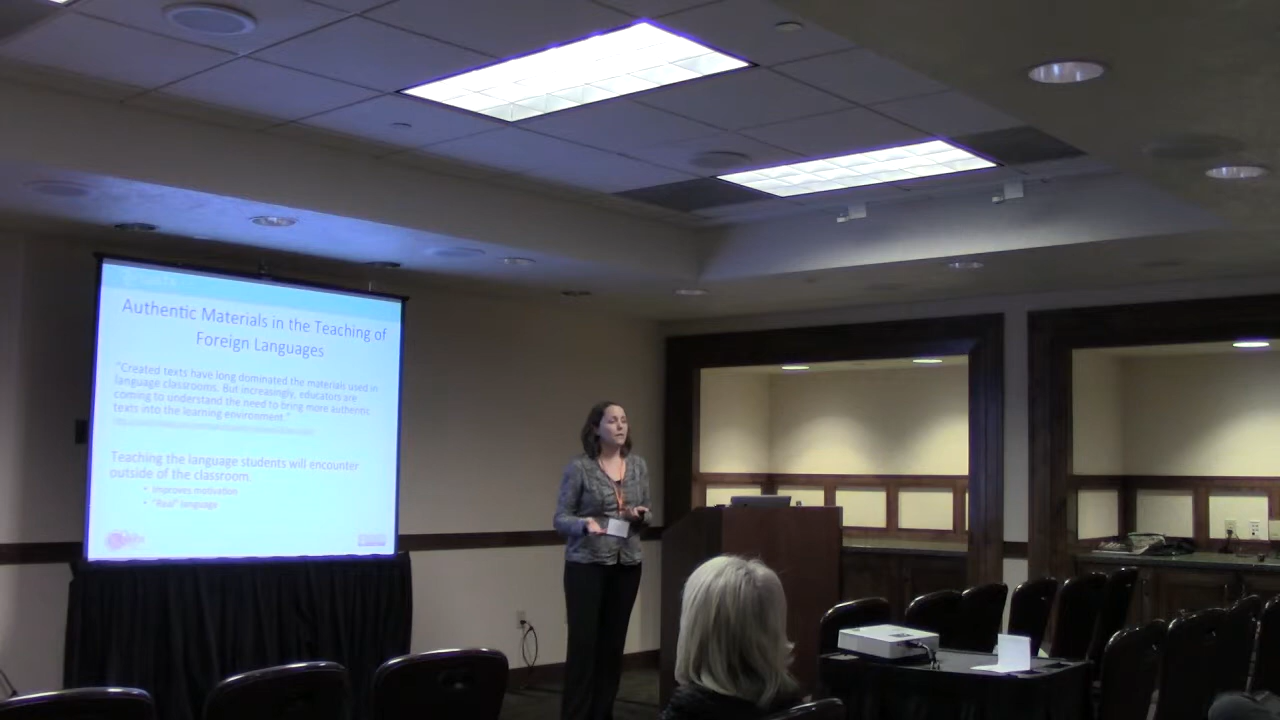 Authentic Materials in the Teaching of
Foreign Languages
"Created texts have long dominated the materials used in
language classrooms. But increasingly, educators are
coming to understand the need to bring more authentic
texts into the learning environment."
Teaching the language students will encounter
outside of the classroom
• Improves motivation
• "Real" language